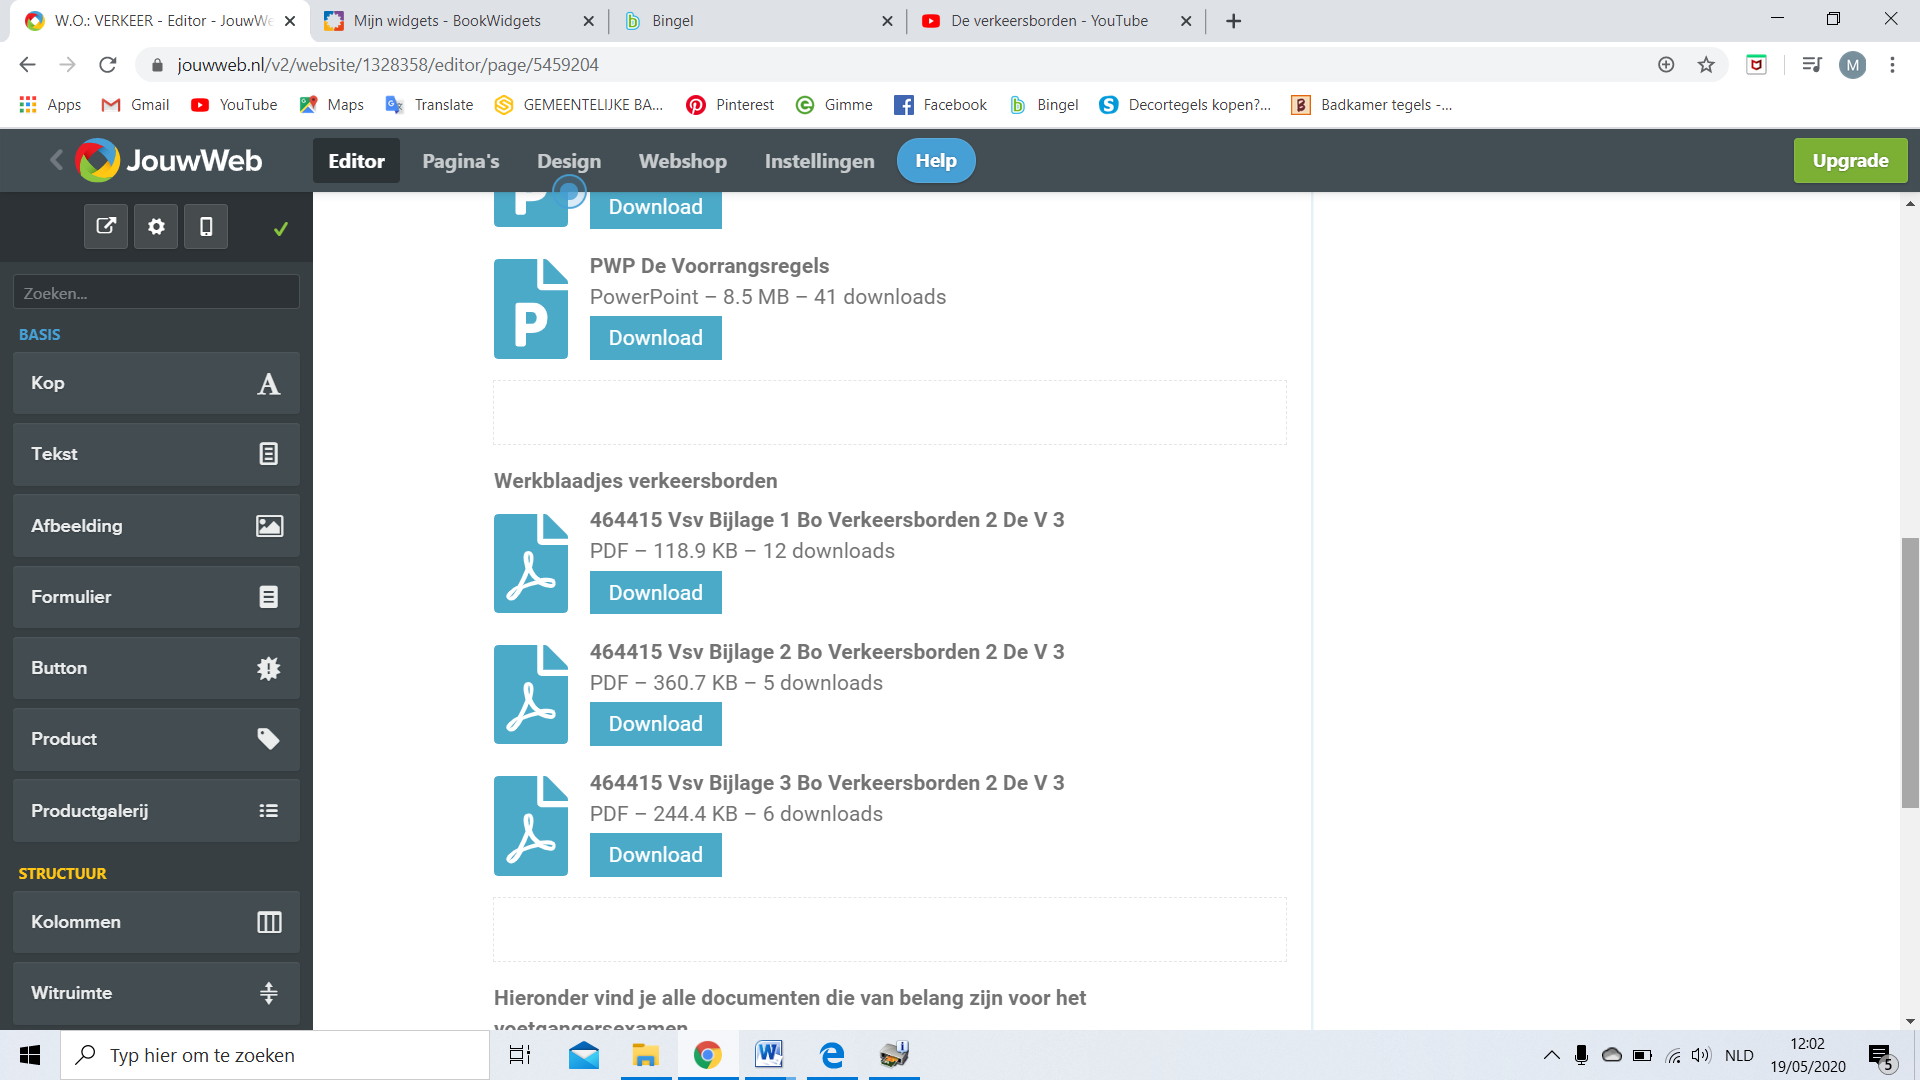 W.O.: VERKEER - Editor - JouwWe
Mijn widgets - BookWidgets
Bingel
De verkeersborden - YouTube
jouwweb.nl/v2/website/1328358/editor/page/5459204
M
Apps
Gmail
YouTube
Maps
Translate
GEMEENTELIJKE BA...
Pinterest
Gimme
Facebook
Bingel
Decortegels kopen?...
Badkamer tegels -...
JouwWeb
Editor
Pagina's
Design
Webshop
Instellingen
Help
Upgrade
Zoeken...
BASIS
Kop
Tekst
Afbeelding
Formulier
Button
Product
Productgalerij
STRUCTUUR
Kolommen
Witruimte
Download
PWP De Voorrangsregels
PowerPoint – 8.5 MB – 41 downloads
Download
Werkblaadjes verkeersborden
464415 Vsv Bijlage 1 Bo Verkeersborden 2 De V 3
PDF – 118.9 KB – 12 downloads
Download
464415 Vsv Bijlage 2 Bo Verkeersborden 2 De V 3
PDF – 360.7 KB – 5 downloads
Download
464415 Vsv Bijlage 3 Bo Verkeersborden 2 De V 3
PDF – 244.4 KB – 6 downloads
Download
Hieronder vind je alle documenten die van belang zijn voor het
voetgangersexamen
Typ hier om te zoeken
NLD
12:02
19/05/2020
5